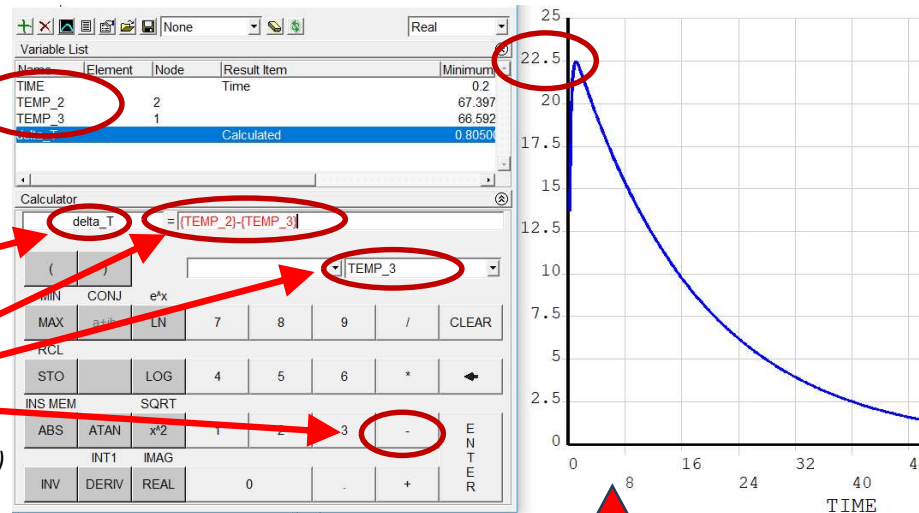 None Real
Variable List
Name Element Node Result Item Minimum
TIME Time 0.2
TEMP_2 2 67.397
TEMP_3 1 66.592
delta_T Calculated 0.8050
Calculator
delta_T = {TEMP_2}-{TEMP_3}
( )
TEMP_3
MIN CONJ e^x
MAX a+ib LN 7 8 9 / CLEAR
RCL
STO LOG 4 5 6 *
INS MEM SQRT
ABS ATAN x^2 1 2 3 - ENTER
INT1 IMAG
INV DERIV REAL 0 . +
)
25
22.5
20
17.5
15
12.5
10
7.5
5
2.5
0
0 16 32 4
8 24 40
TIME